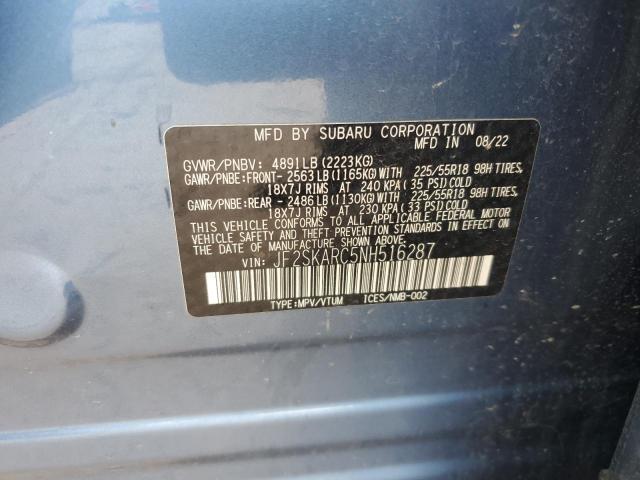 MFD BY SUBARU CORPORATION
MFD IN 08/22
GVWR/PNBV: 4891LB (2223KG)
GAWR/PNBE:FRONT- 2563LB (1165KG)WITH 225/55R18 98H TIRES,
18X7J RIMS AT 240 KPA (35 PSI)COLD
GAWR/PNBE:REAR - 2486LB (1130KG)WITH 225/55R18 98H TIRES,
18X7J RIMS AT 230 KPA (33 PSI)COLD
THIS VEHICLE CONFORMS TO ALL APPLICABLE FEDERAL MOTOR
VEHICLE SAFETY AND THEFT PREVENTION STANDARDS IN EFFECT ON
THE DATE OF MANUFACTURE SHOWN ABOVE.
VIN: JF2SKARC5NH516287
TYPE:MPV/VTUM ICES/NMB-002